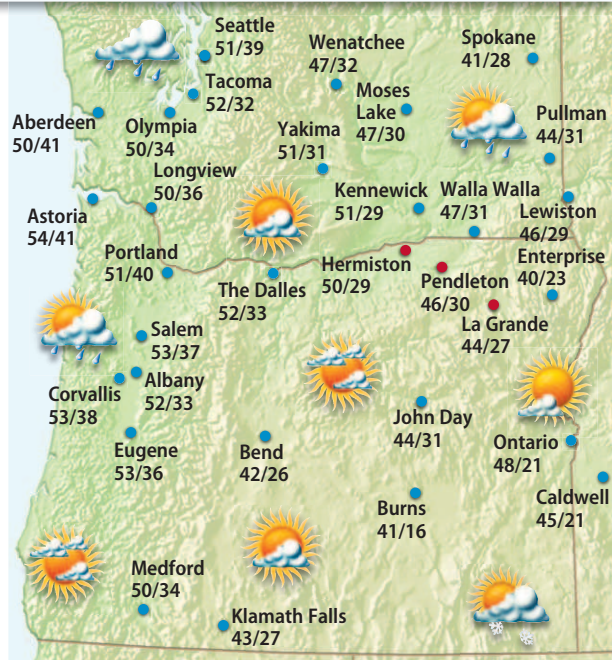 Seattle
51/39
Wenatchee
47/32
Spokane
41/28
Tacoma
52/32
Moses
Lake
47/30
Aberdeen
50/41
Olympia
50/34
Yakima
51/31
Pullman
44/31
Longview
50/36
Kennewick
51/29
Walla Walla
47/31
Lewiston
46/29
Astoria
54/41
Portland
51/40
The Dalles
52/33
Hermiston
50/29
Pendleton
46/30
Enterprise
40/23
La Grande
44/27
Salem
53/37
Corvallis
53/38
Albany
52/33
John Day
44/31
Ontario
48/21
Eugene
53/36
Bend
42/26
Caldwell
45/21
Burns
41/16
Medford
50/34
Klamath Falls
43/27